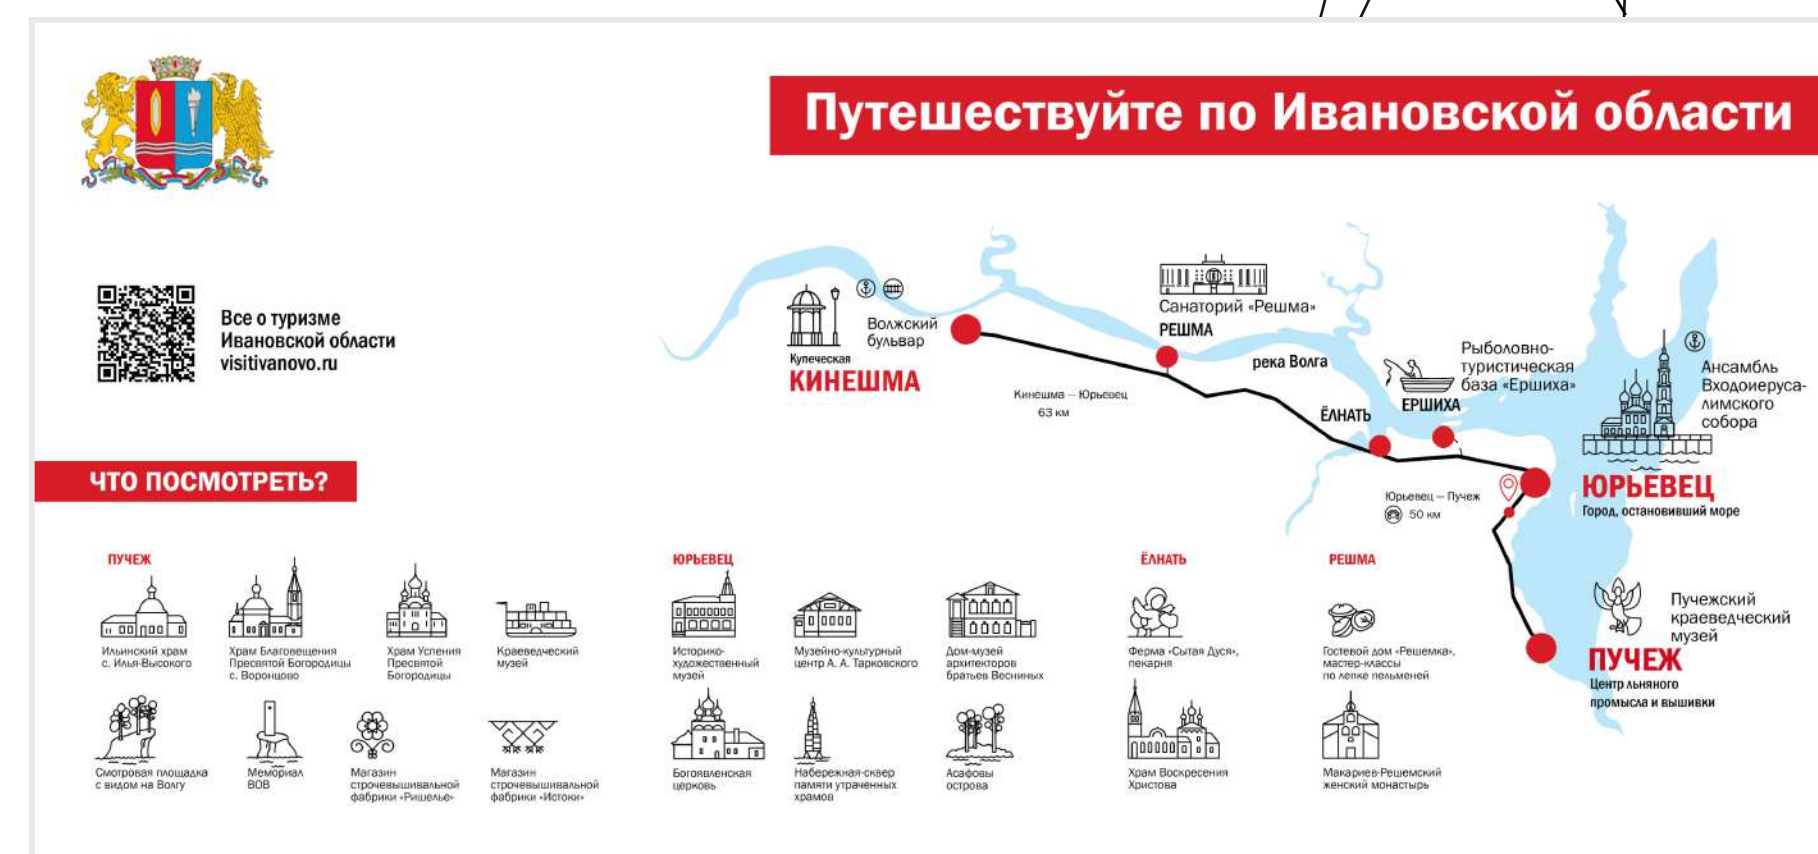 Путешествуйте по Ивановской области
Все о туризме
Ивановской области
visitivanovo.ru
Купеческая
КИНЕШМА
Волжский
бульвар
Санаторий «Решма»
РЕШМА
река Волга
Кинешма – Юрьевец
63 км
ЁЛНАТЬ
Рыболовно-
туристическая
база «Ершиха»
ЕРШИХА
Ансамбль
Входоиеруса-
лимского
собора
ЮРЬЕВЕЦ
Город, остановивший море
Юрьевец – Пучеж
50 км
Пучежский
краеведческий
музей
ПУЧЕЖ
Центр льняного
промысла и вышивки
ЧТО ПОСМОТРЕТЬ?
ПУЧЕЖ
Ильинский храм
с. Илья-Высокого
Храм Благовещения
Пресвятой Богородицы
с. Воронцово
Храм Успения
Пресвятой
Богородицы
Краеведческий
музей
Смотровая площадка
с видом на Волгу
Мемориал
ВОВ
Магазин
строчевышивальной
фабрики «Ришелье»
Магазин
строчевышивальной
фабрики «Истоки»
ЮРЬЕВЕЦ
Историко-
художественный
музей
Музейно-культурный
центр А. А. Тарковского
Дом-музей
архитекторов
братьев Весниных
Богоявленская
церковь
Набережная-сквер
памяти утраченных
храмов
Асафовы
острова
ЁЛНАТЬ
Ферма «Сытая Дуся»,
пекарня
Храм Воскресения
Христова
РЕШМА
Гостевой дом «Решемка»,
мастер-классы
по лепке пельменей
Макариев-Решемский
женский монастырь